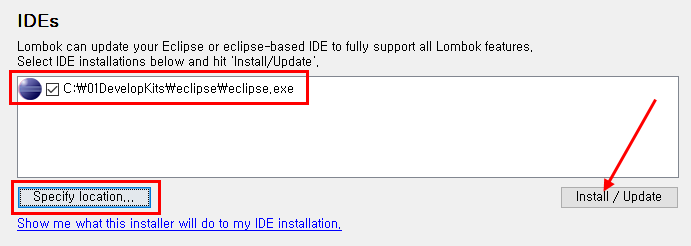 IDEs
Lombok can update your Eclipse or eclipse-based IDE to fully support all Lombok features.
Select IDE installations below and hit 'Install/Update'.
C:₩01DevelopKits₩eclipse₩eclipse.exe
Specify location...
Install / Update
Show me what this installer will do to my IDE installation.